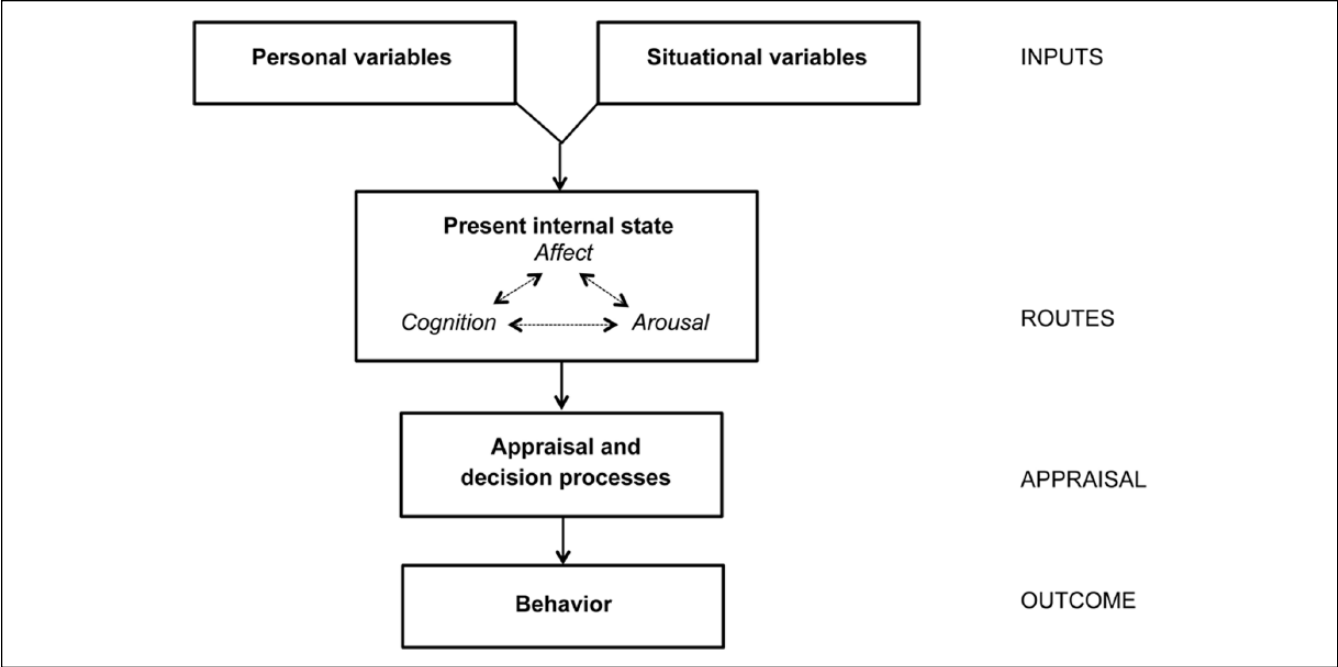 Personal variables
Situational variables
INPUTS
Present internal state
Affect
Cognition
Arousal
ROUTES
Appraisal and
decision processes
APPRAISAL
Behavior
OUTCOME